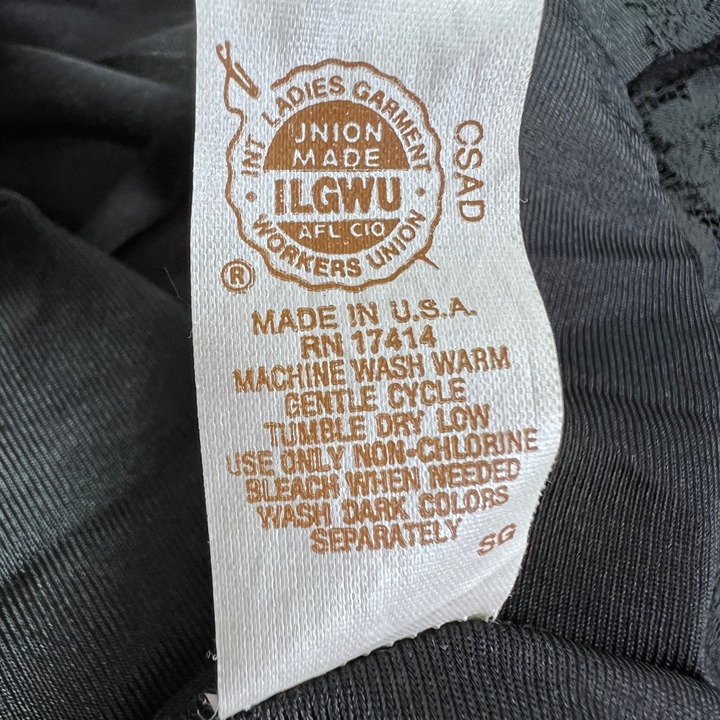 INT LADIES GARMENT
UNION
MADE
ILGWU
AFL CIO
WORKERS UNION
®
CSAD
MADE IN U.S.A.
RN 17414
MACHINE WASH WARM
GENTLE CYCLE
TUMBLE DRY LOW
USE ONLY NON-CHLORINE
BLEACH WHEN NEEDED
WASH DARK COLORS
SEPARATELY
SG